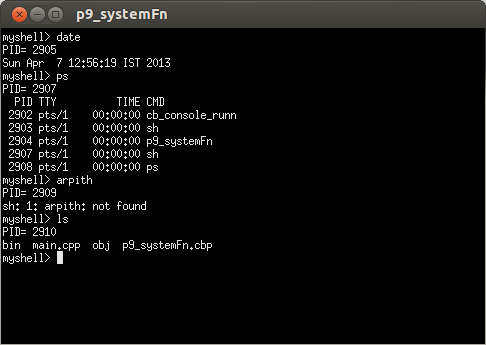 p9_systemFn
myshell> date
PID= 2905
Sun Apr  7 12:56:19 IST 2013
myshell> ps
PID= 2907
  PID TTY          TIME CMD
 2902 pts/1    00:00:00 cb_console_runn
 2903 pts/1    00:00:00 sh
 2904 pts/1    00:00:00 p9_systemFn
 2907 pts/1    00:00:00 sh
 2908 pts/1    00:00:00 ps
myshell> arpith
PID= 2909
sh: 1: arpith: not found
myshell> ls
PID= 2910
bin  main.cpp  obj  p9_systemFn.cbp
myshell>